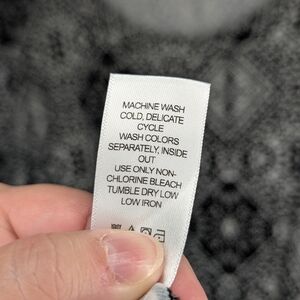 MACHINE WASH
COLD, DELICATE
CYCLE
WASH COLORS
SEPARATELY, INSIDE
OUT
USE ONLY NON-
CHLORINE BLEACH
TUMBLE DRY LOW
LOW IRON